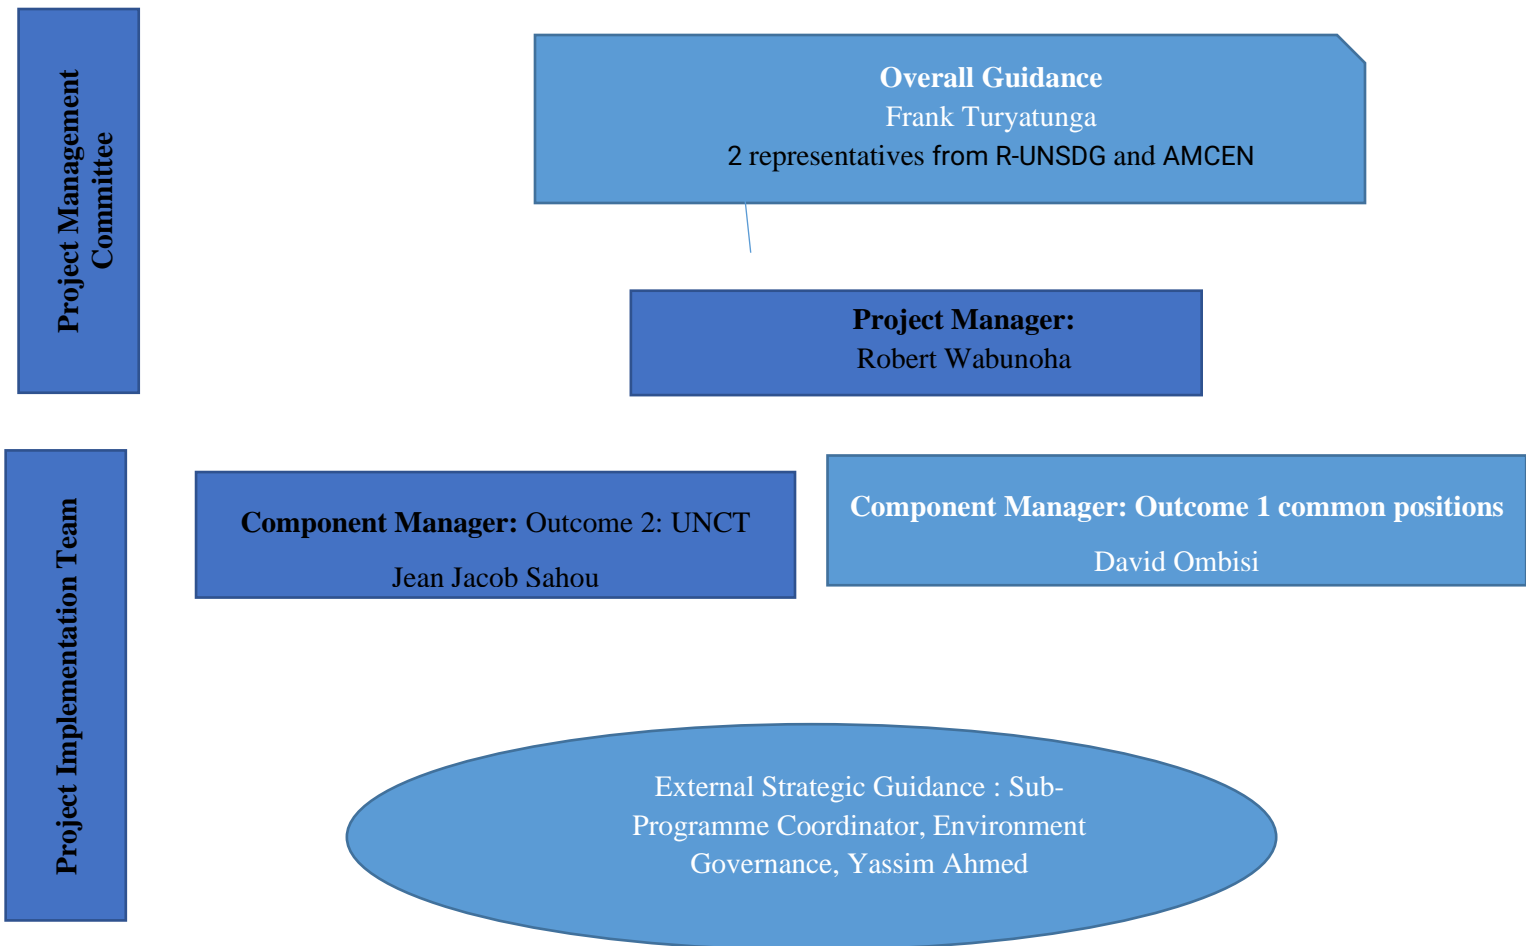 Project Management
Committee
Overall Guidance
Frank Turyatunga
2 representatives from R-UNSDG and AMCEN
Project Manager:
Robert Wabunoha
Project Implementation Team
Component Manager: Outcome 2: UNCT
Jean Jacob Sahou
Component Manager: Outcome 1 common positions
David Ombisi
External Strategic Guidance : Sub-
Programme Coordinator, Environment
Governance, Yassim Ahmed